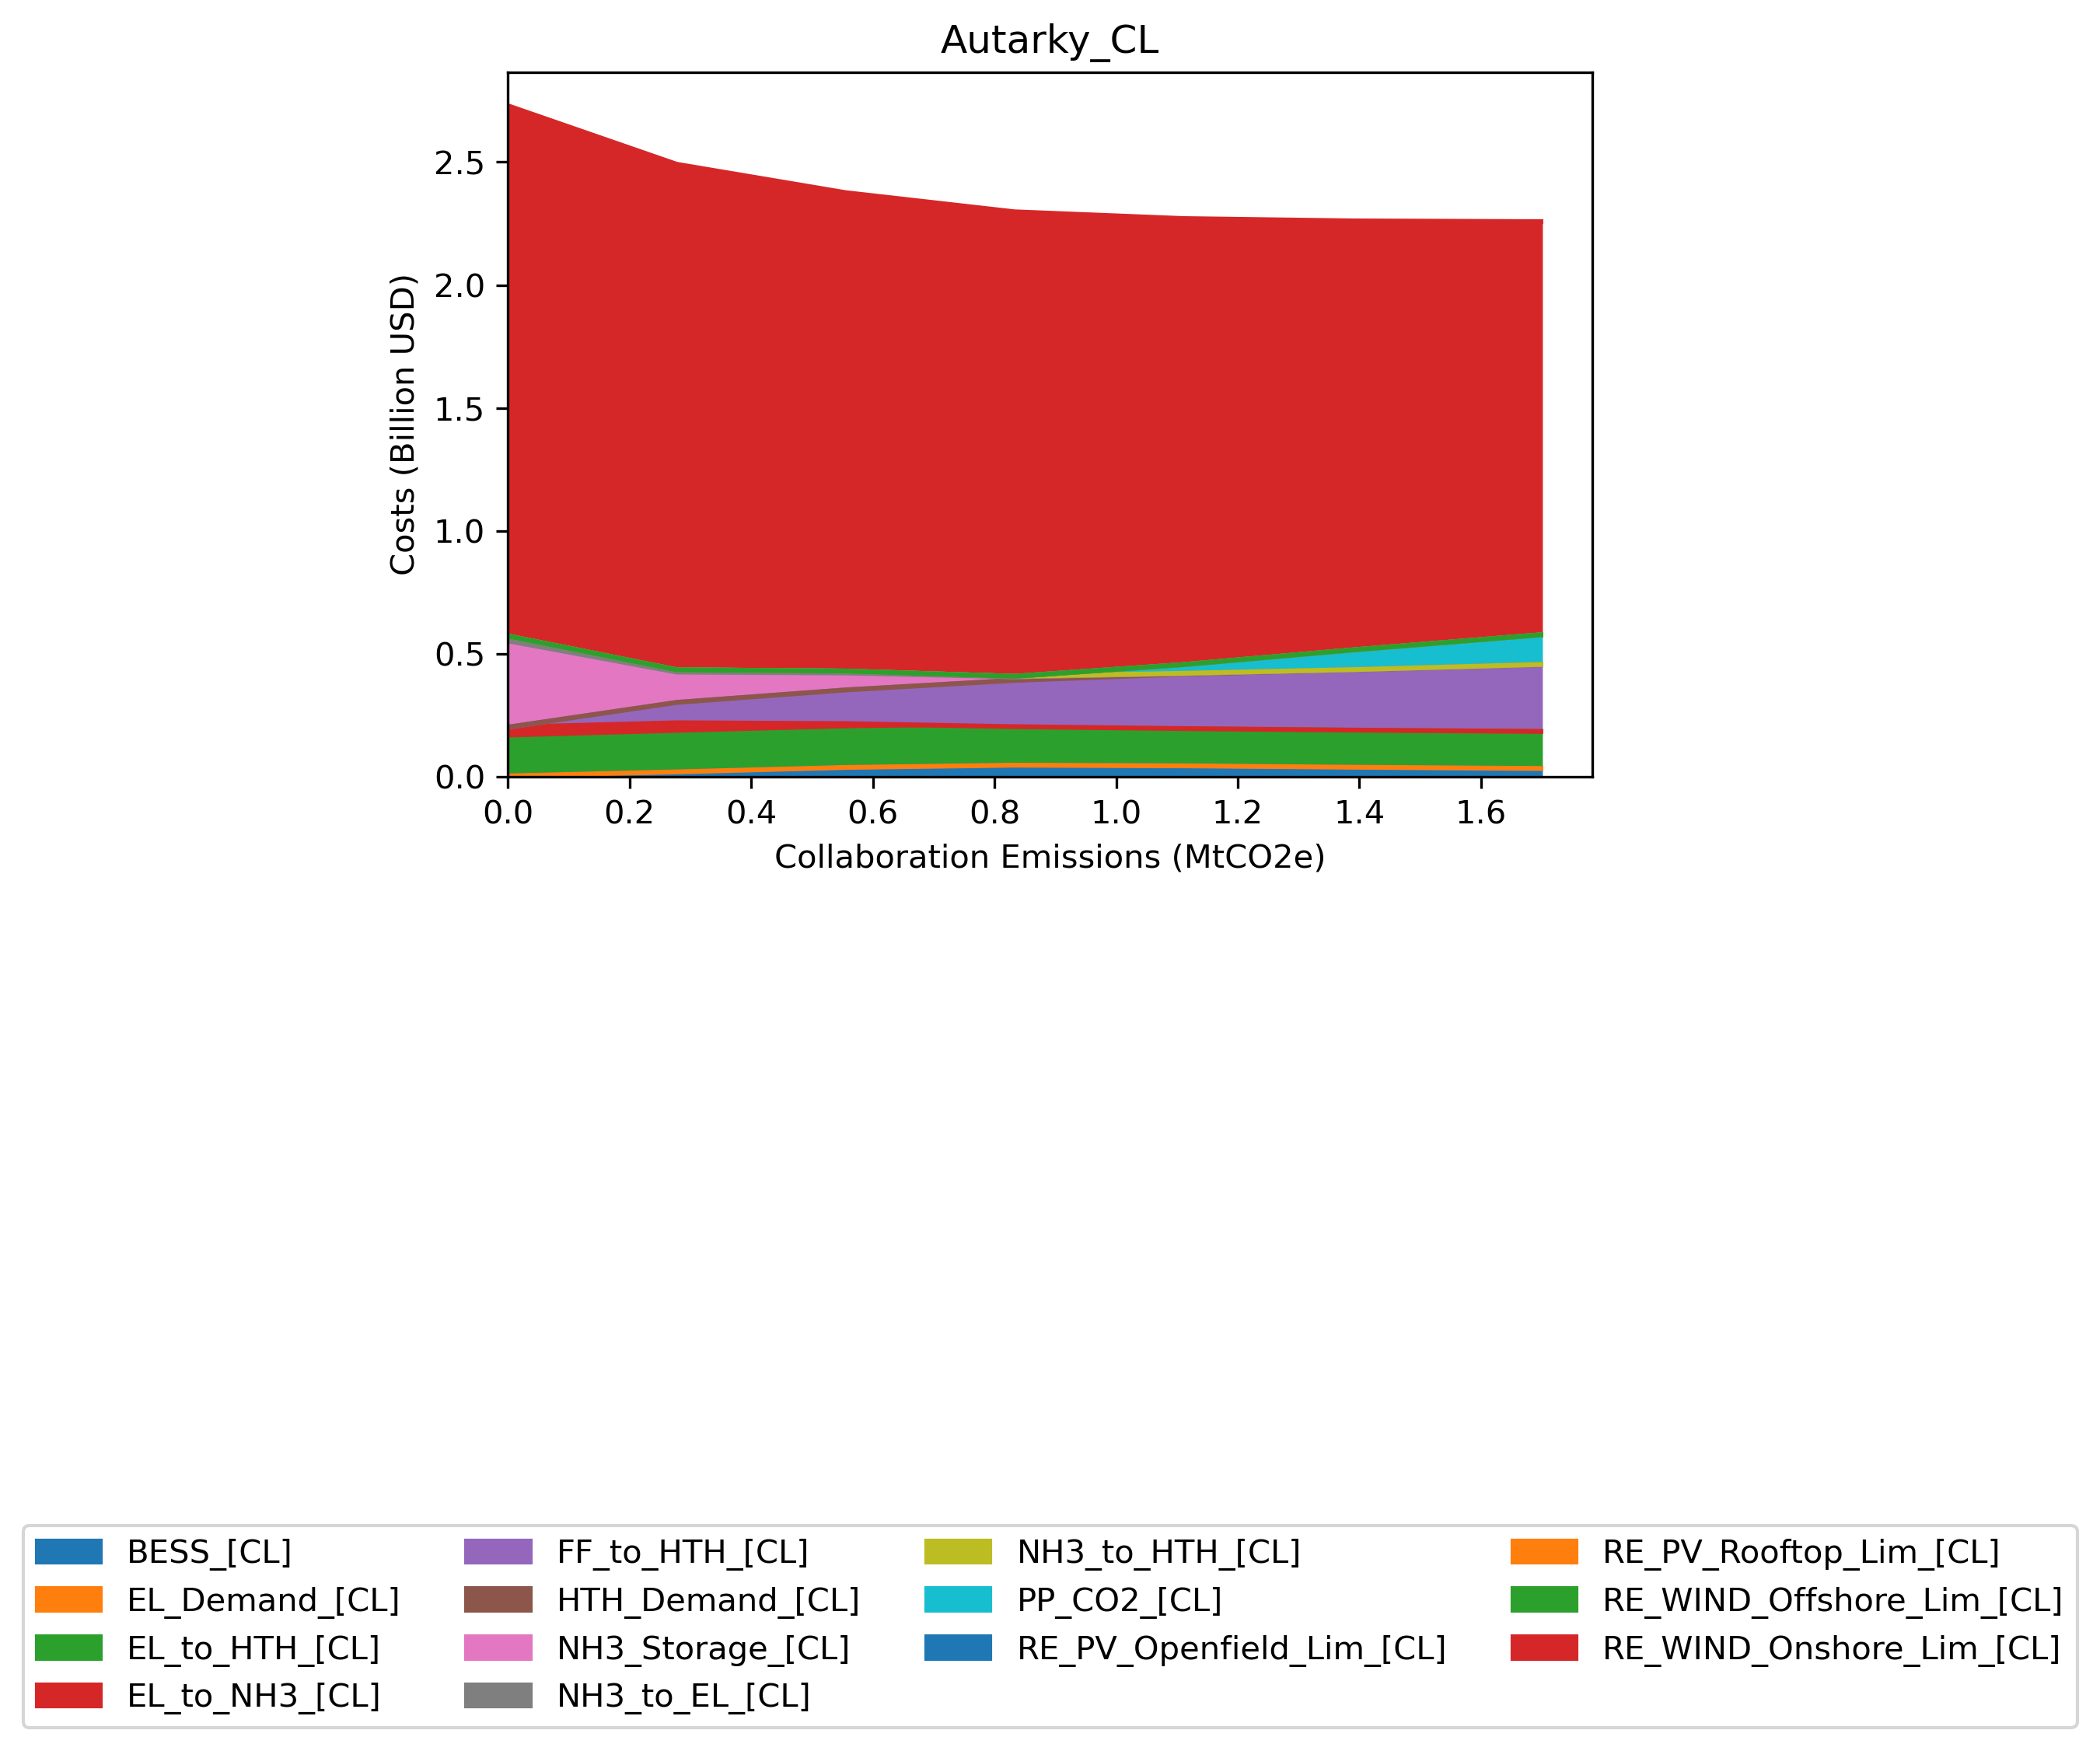 Autarky_CL
Costs (Billion USD)
2.5
2.0
1.5
1.0
0.5
0.0
0.0 0.2 0.4 0.6 0.8 1.0 1.2 1.4 1.6
Collaboration Emissions (MtCO2e)
BESS_[CL]
EL_Demand_[CL]
EL_to_HTH_[CL]
EL_to_NH3_[CL]
FF_to_HTH_[CL]
HTH_Demand_[CL]
NH3_Storage_[CL]
NH3_to_EL_[CL]
NH3_to_HTH_[CL]
PP_CO2_[CL]
RE_PV_Openfield_Lim_[CL]
RE_PV_Rooftop_Lim_[CL]
RE_WIND_Offshore_Lim_[CL]
RE_WIND_Onshore_Lim_[CL]